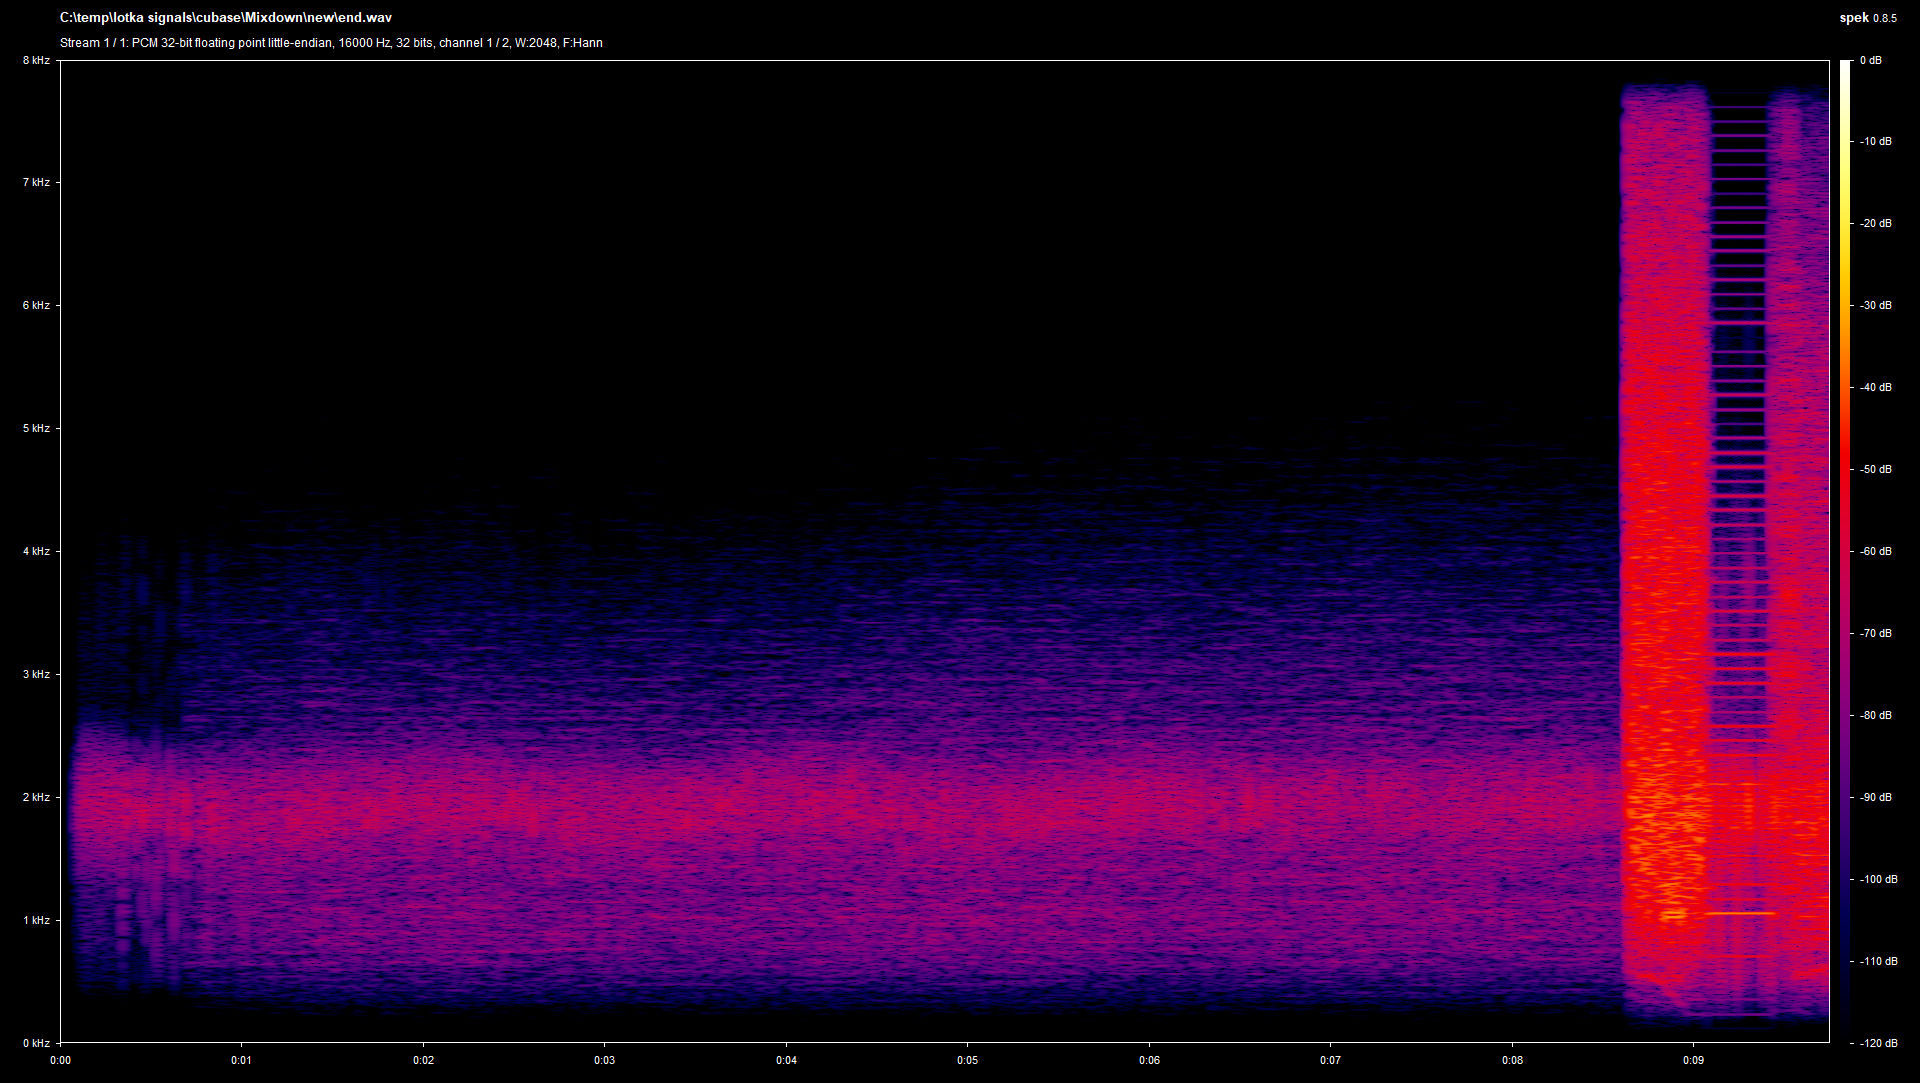 C:\temp\lotka signals\cubase\Mixdown\new\end.wav
spek 0.8.5
Stream 1 / 1: PCM 32-bit floating point little-endian, 16000 Hz, 32 bits, channel 1 / 2, W:2048, F:Hann
8 kHz
7 kHz
6 kHz
5 kHz
4 kHz
3 kHz
2 kHz
1 kHz
0 kHz
0 dB
-10 dB
-20 dB
-30 dB
-40 dB
-50 dB
-60 dB
-70 dB
-80 dB
-90 dB
-100 dB
-110 dB
-120 dB
0:00
0:01
0:02
0:03
0:04
0:05
0:06
0:07
0:08
0:09